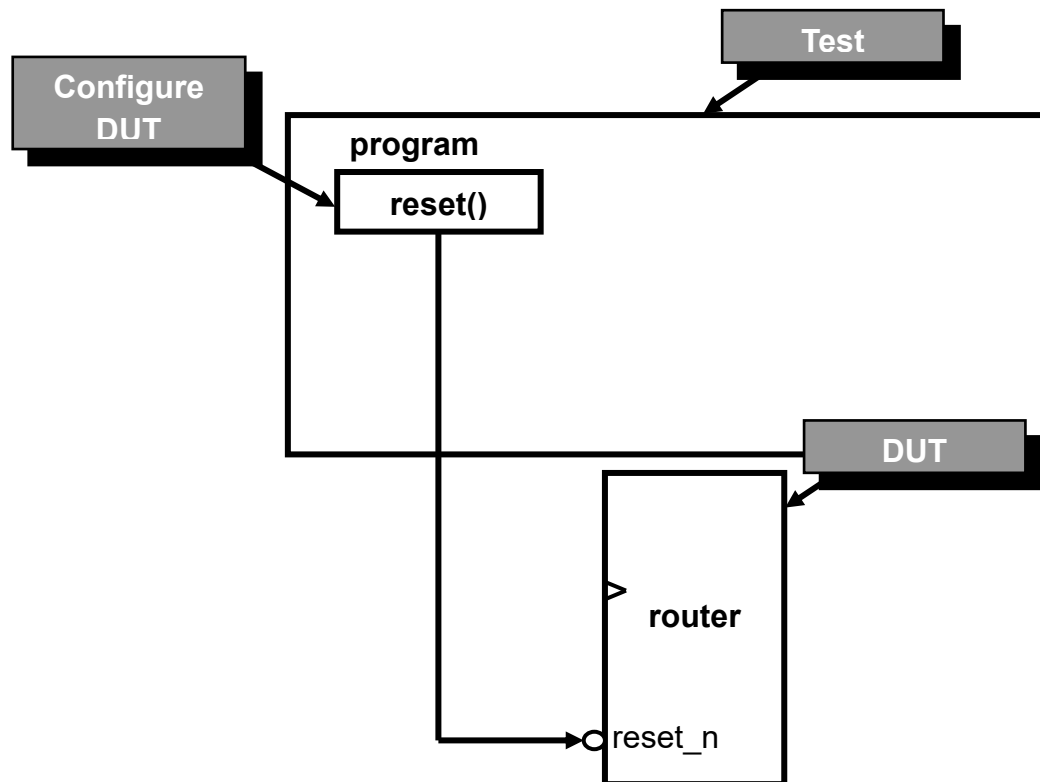 Test
Configure
DUT
program
reset()
DUT
router
reset_n